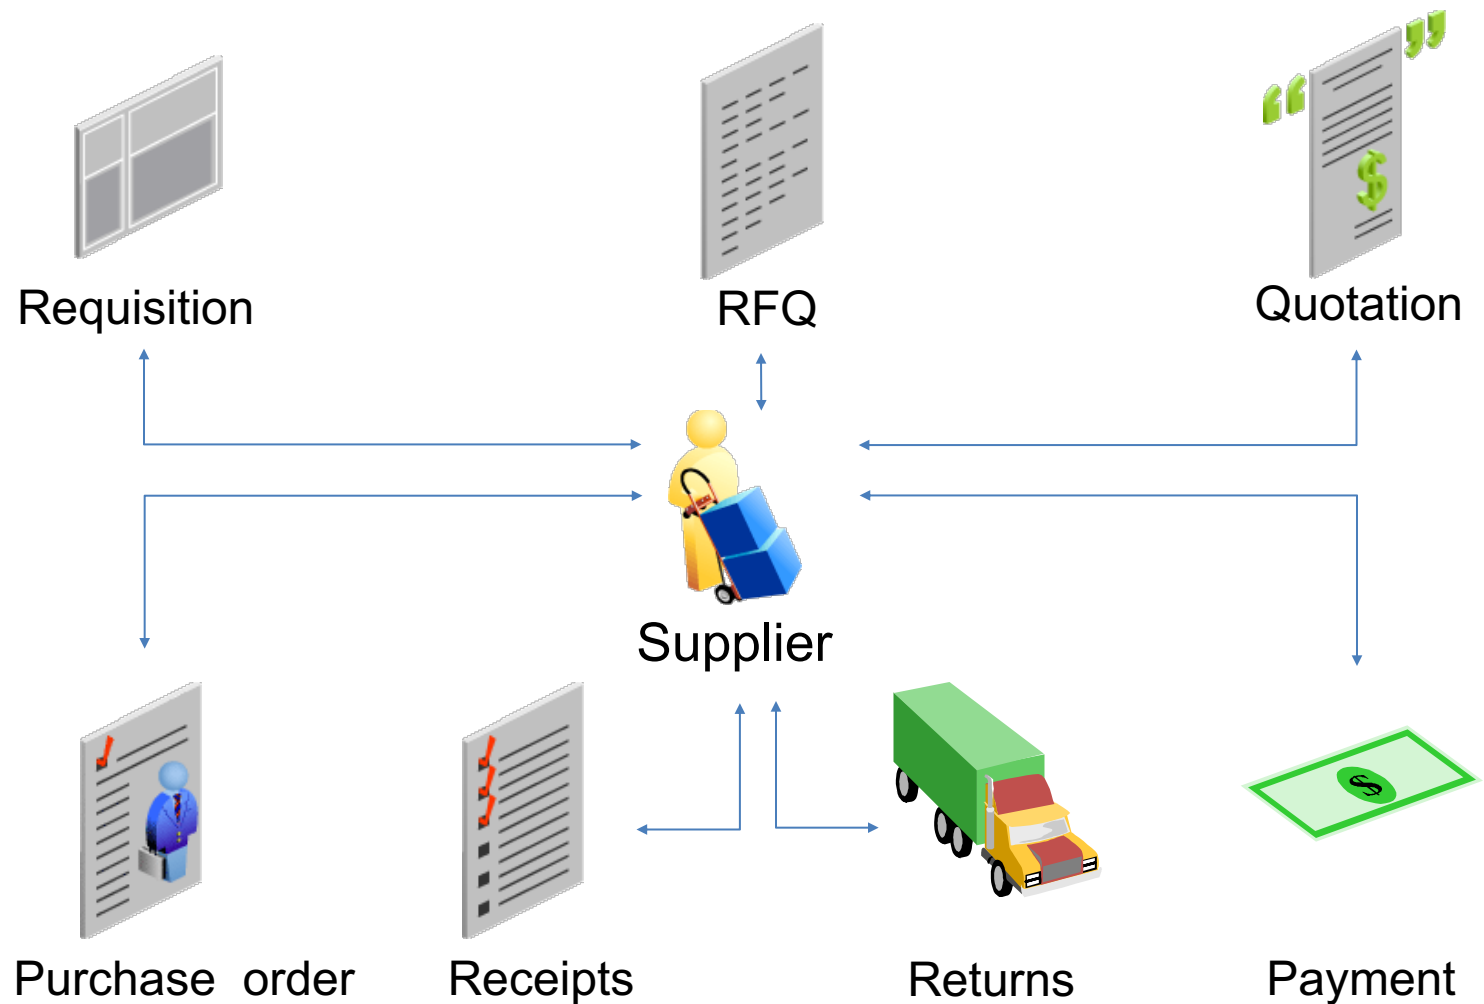 Requisition
RFQ
Quotation
Supplier
Purchase order
Receipts
Returns
Payment